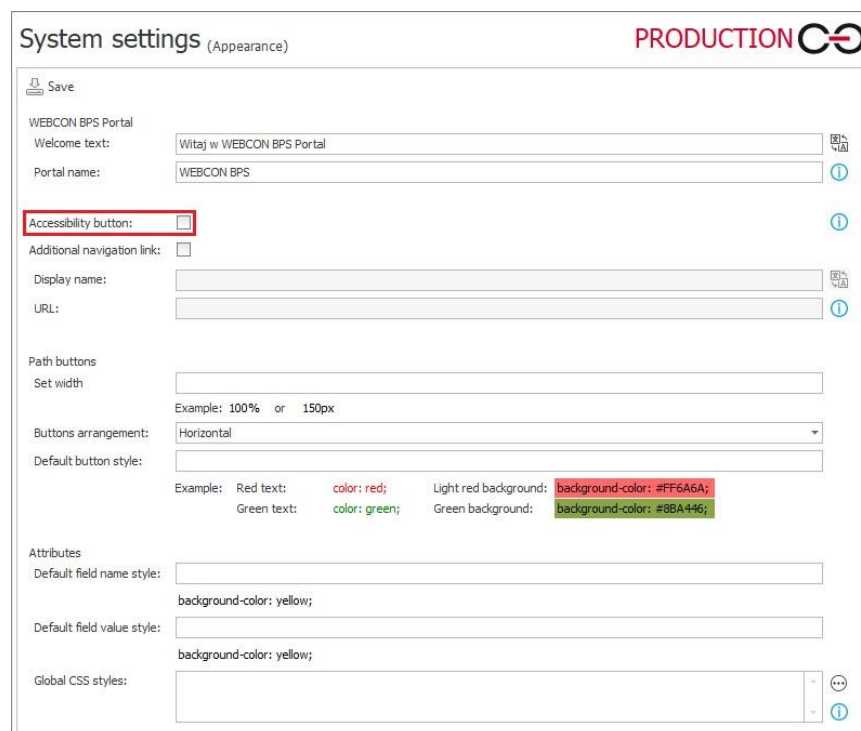 System settings (Appearance) PRODUCTION
Save
WEBCON BPS Portal
Welcome text: Witaj w WEBCON BPS Portal
Portal name: WEBCON BPS
Accessibility button:
Additional navigation link:
Display name:
URL:
Path buttons
Set width
Example: 100% or 150px
Buttons arrangement: Horizontal
Default button style:
Example: Red text: color: red; Light red background: background-color: #FF6A6A;
Green text: color: green; Green background: background-color: #8BA446;
Attributes
Default field name style:
background-color: yellow;
Default field value style:
background-color: yellow;
Global CSS styles: